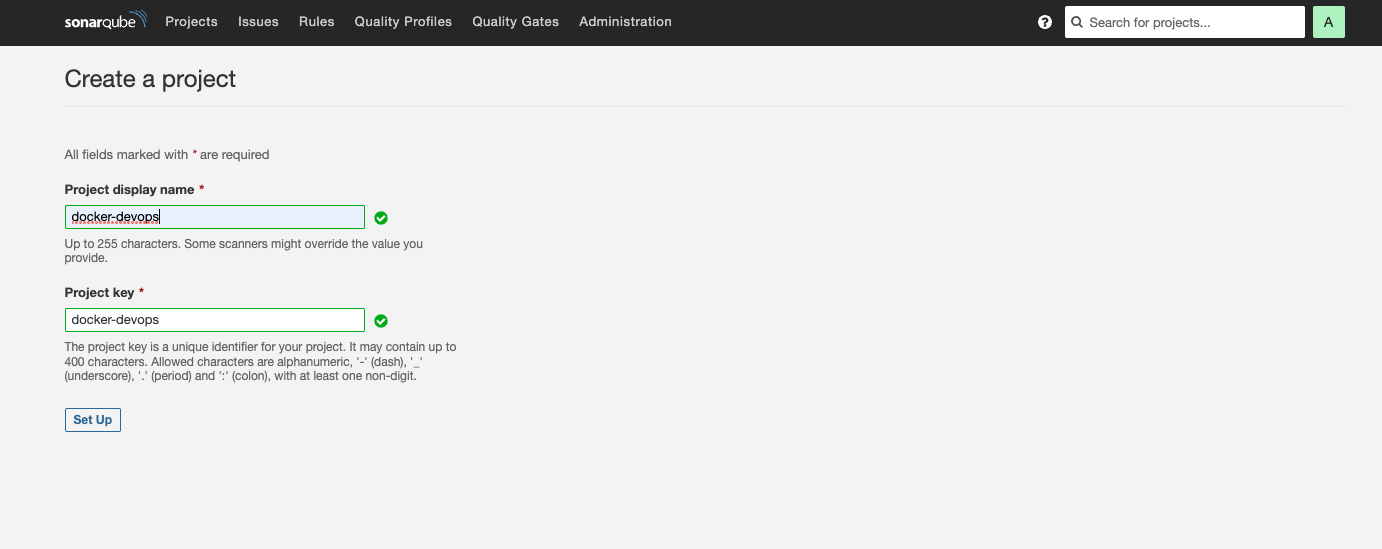 sonarqube Projects Issues Rules Quality Profiles Quality Gates Administration ? Search for projects... A
Create a project
All fields marked with * are required
Project display name *
docker-devops
Up to 255 characters. Some scanners might override the value you
provide.
Project key *
docker-devops
The project key is a unique identifier for your project. It may contain up to
400 characters. Allowed characters are alphanumeric, '-' (dash), '_'
(underscore), '.' (period) and ':' (colon), with at least one non-digit.
Set Up